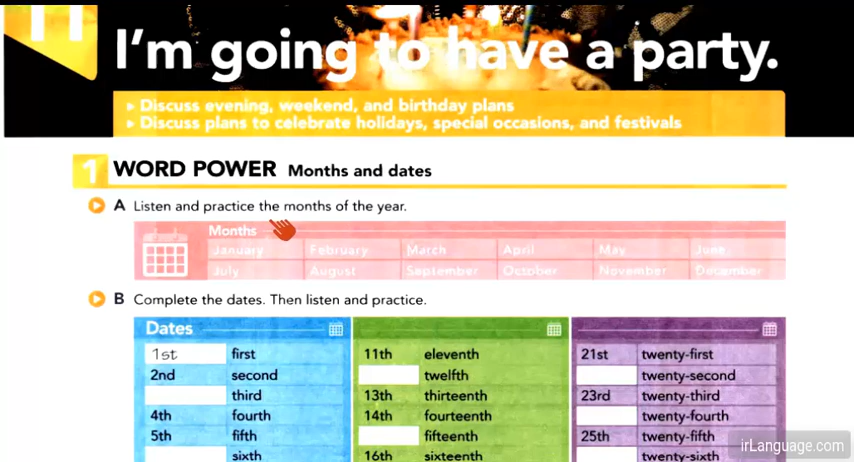 11
I'm going to have a party.
▸ Discuss evening, weekend, and birthday plans
▸ Discuss plans to celebrate holidays, special occasions, and festivals
1 WORD POWER Months and dates
A Listen and practice the months of the year.
Months
January February March April May June
July August September October November December
B Complete the dates. Then listen and practice.
Dates
1st first 11th eleventh 21st twenty-first
2nd second twelfth twenty-second
third 13th thirteenth 23rd twenty-third
4th fourth 14th fourteenth twenty-fourth
5th fifth fifteenth 25th twenty-fifth
sixth 16th sixteenth twenty-sixth
irLanguage.com